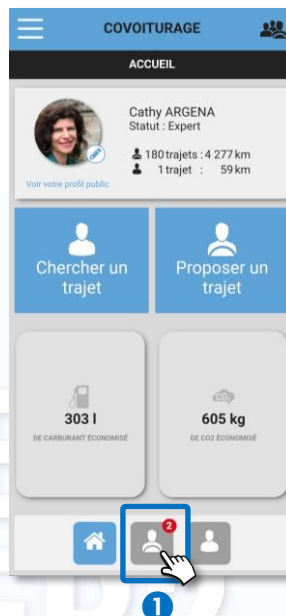 COVOITURAGE
ACCUEIL
Cathy ARGENA
Statut : Expert
180 trajets : 4 277 km
1 trajet : 59 km
Voir votre profil public
Chercher un
trajet
Proposer un
trajet
303 l
DE CARBURANT ÉCONOMISÉ
CO2
605 kg
DE CO2 ÉCONOMISÉ
2
1